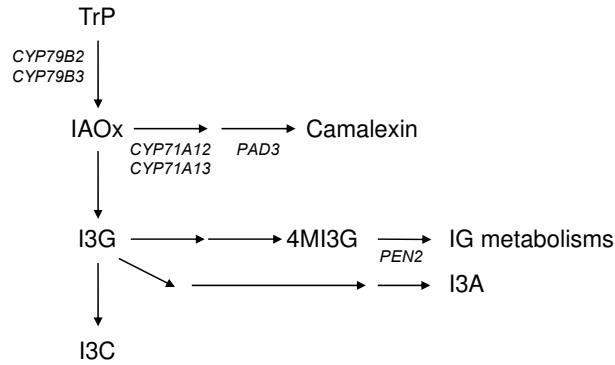 TrP
CYP79B2
CYP79B3
IAOx
Camalexin
CYP71A12
PAD3
CYP71A13
I3G
4MI3G
IG metabolisms
PEN2
I3A
I3C